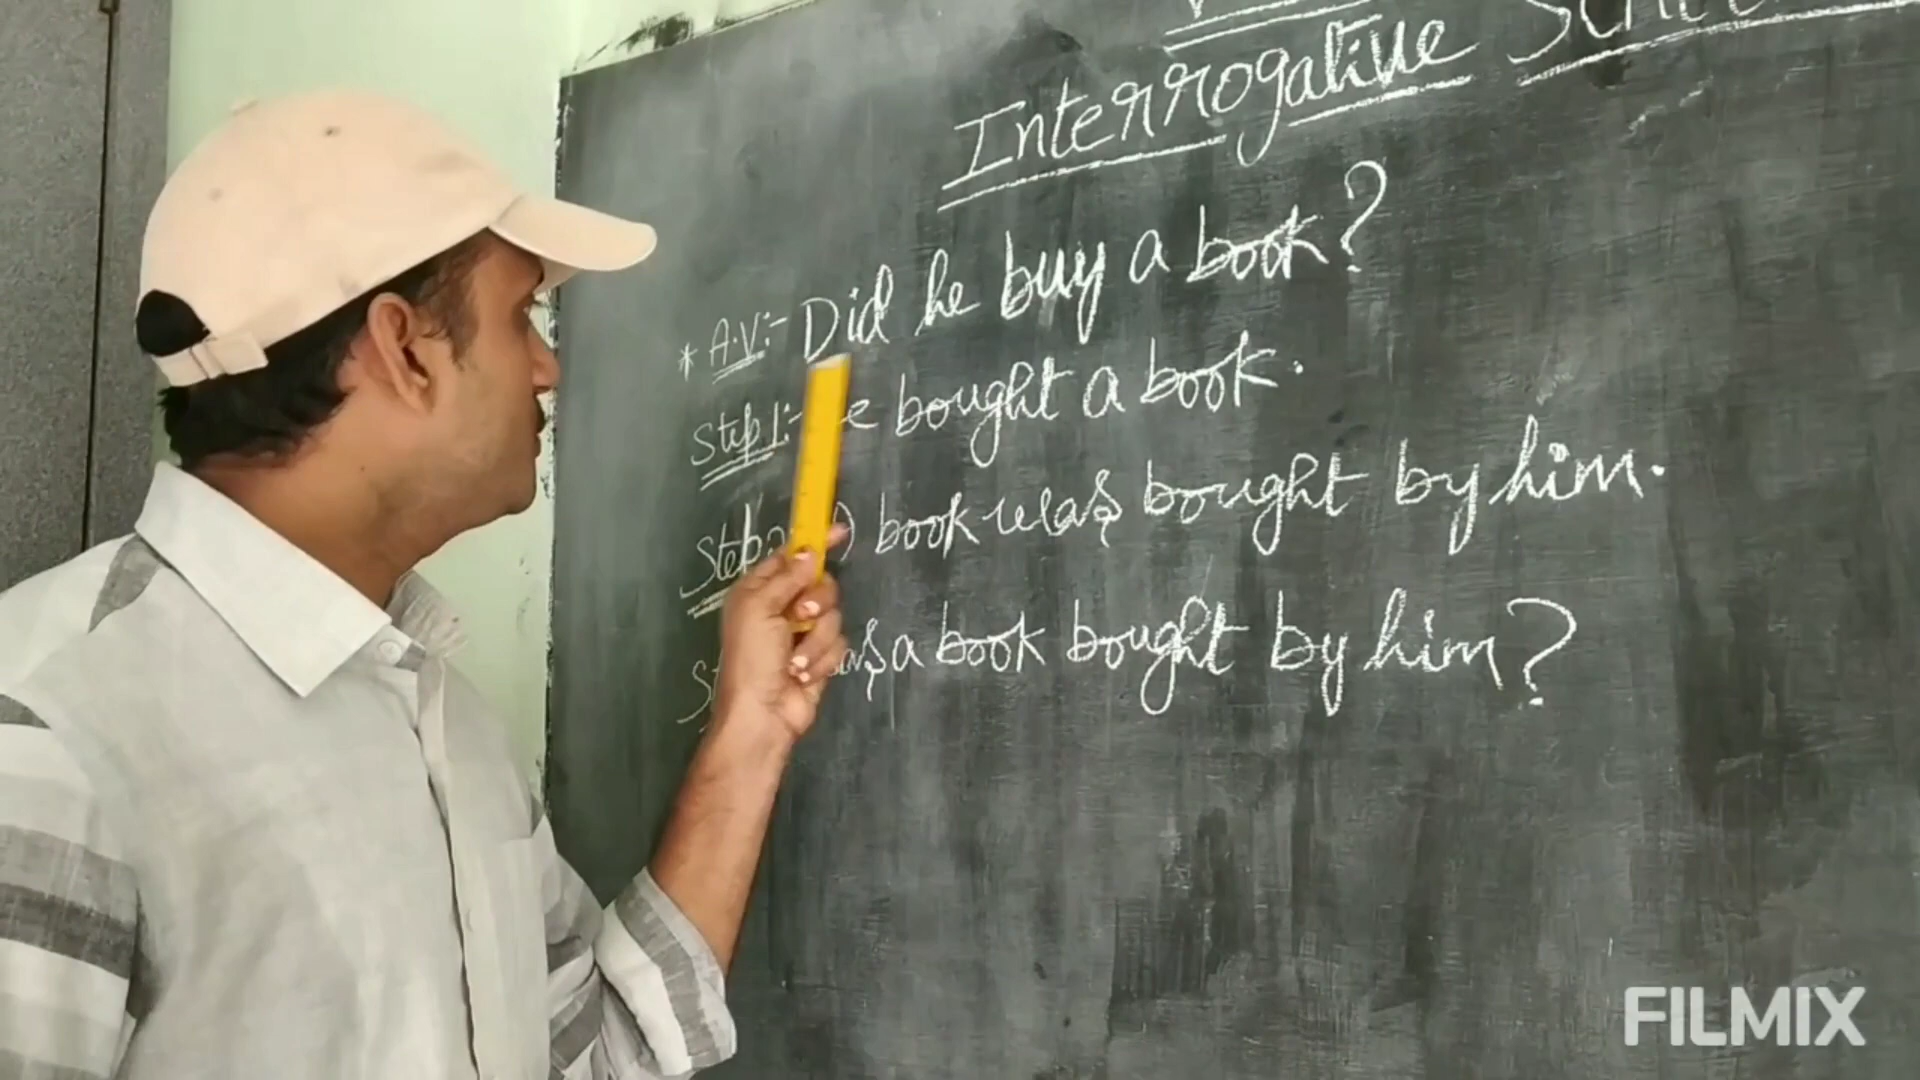 Interrogative
* A.V:- Did he buy a book?
Step 1:- bought a book.
Step book was bought by him.
a book bought by him?
FILMIX